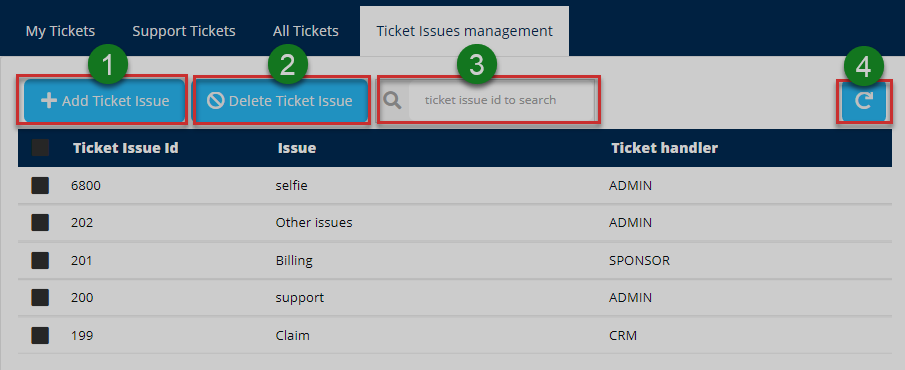 My Tickets Support Tickets All Tickets Ticket Issues management
1 2 3 4
Add Ticket Issue Delete Ticket Issue ticket issue id to search
Ticket Issue Id Issue Ticket handler
6800 selfie ADMIN
202 Other issues ADMIN
201 Billing SPONSOR
200 support ADMIN
199 Claim CRM